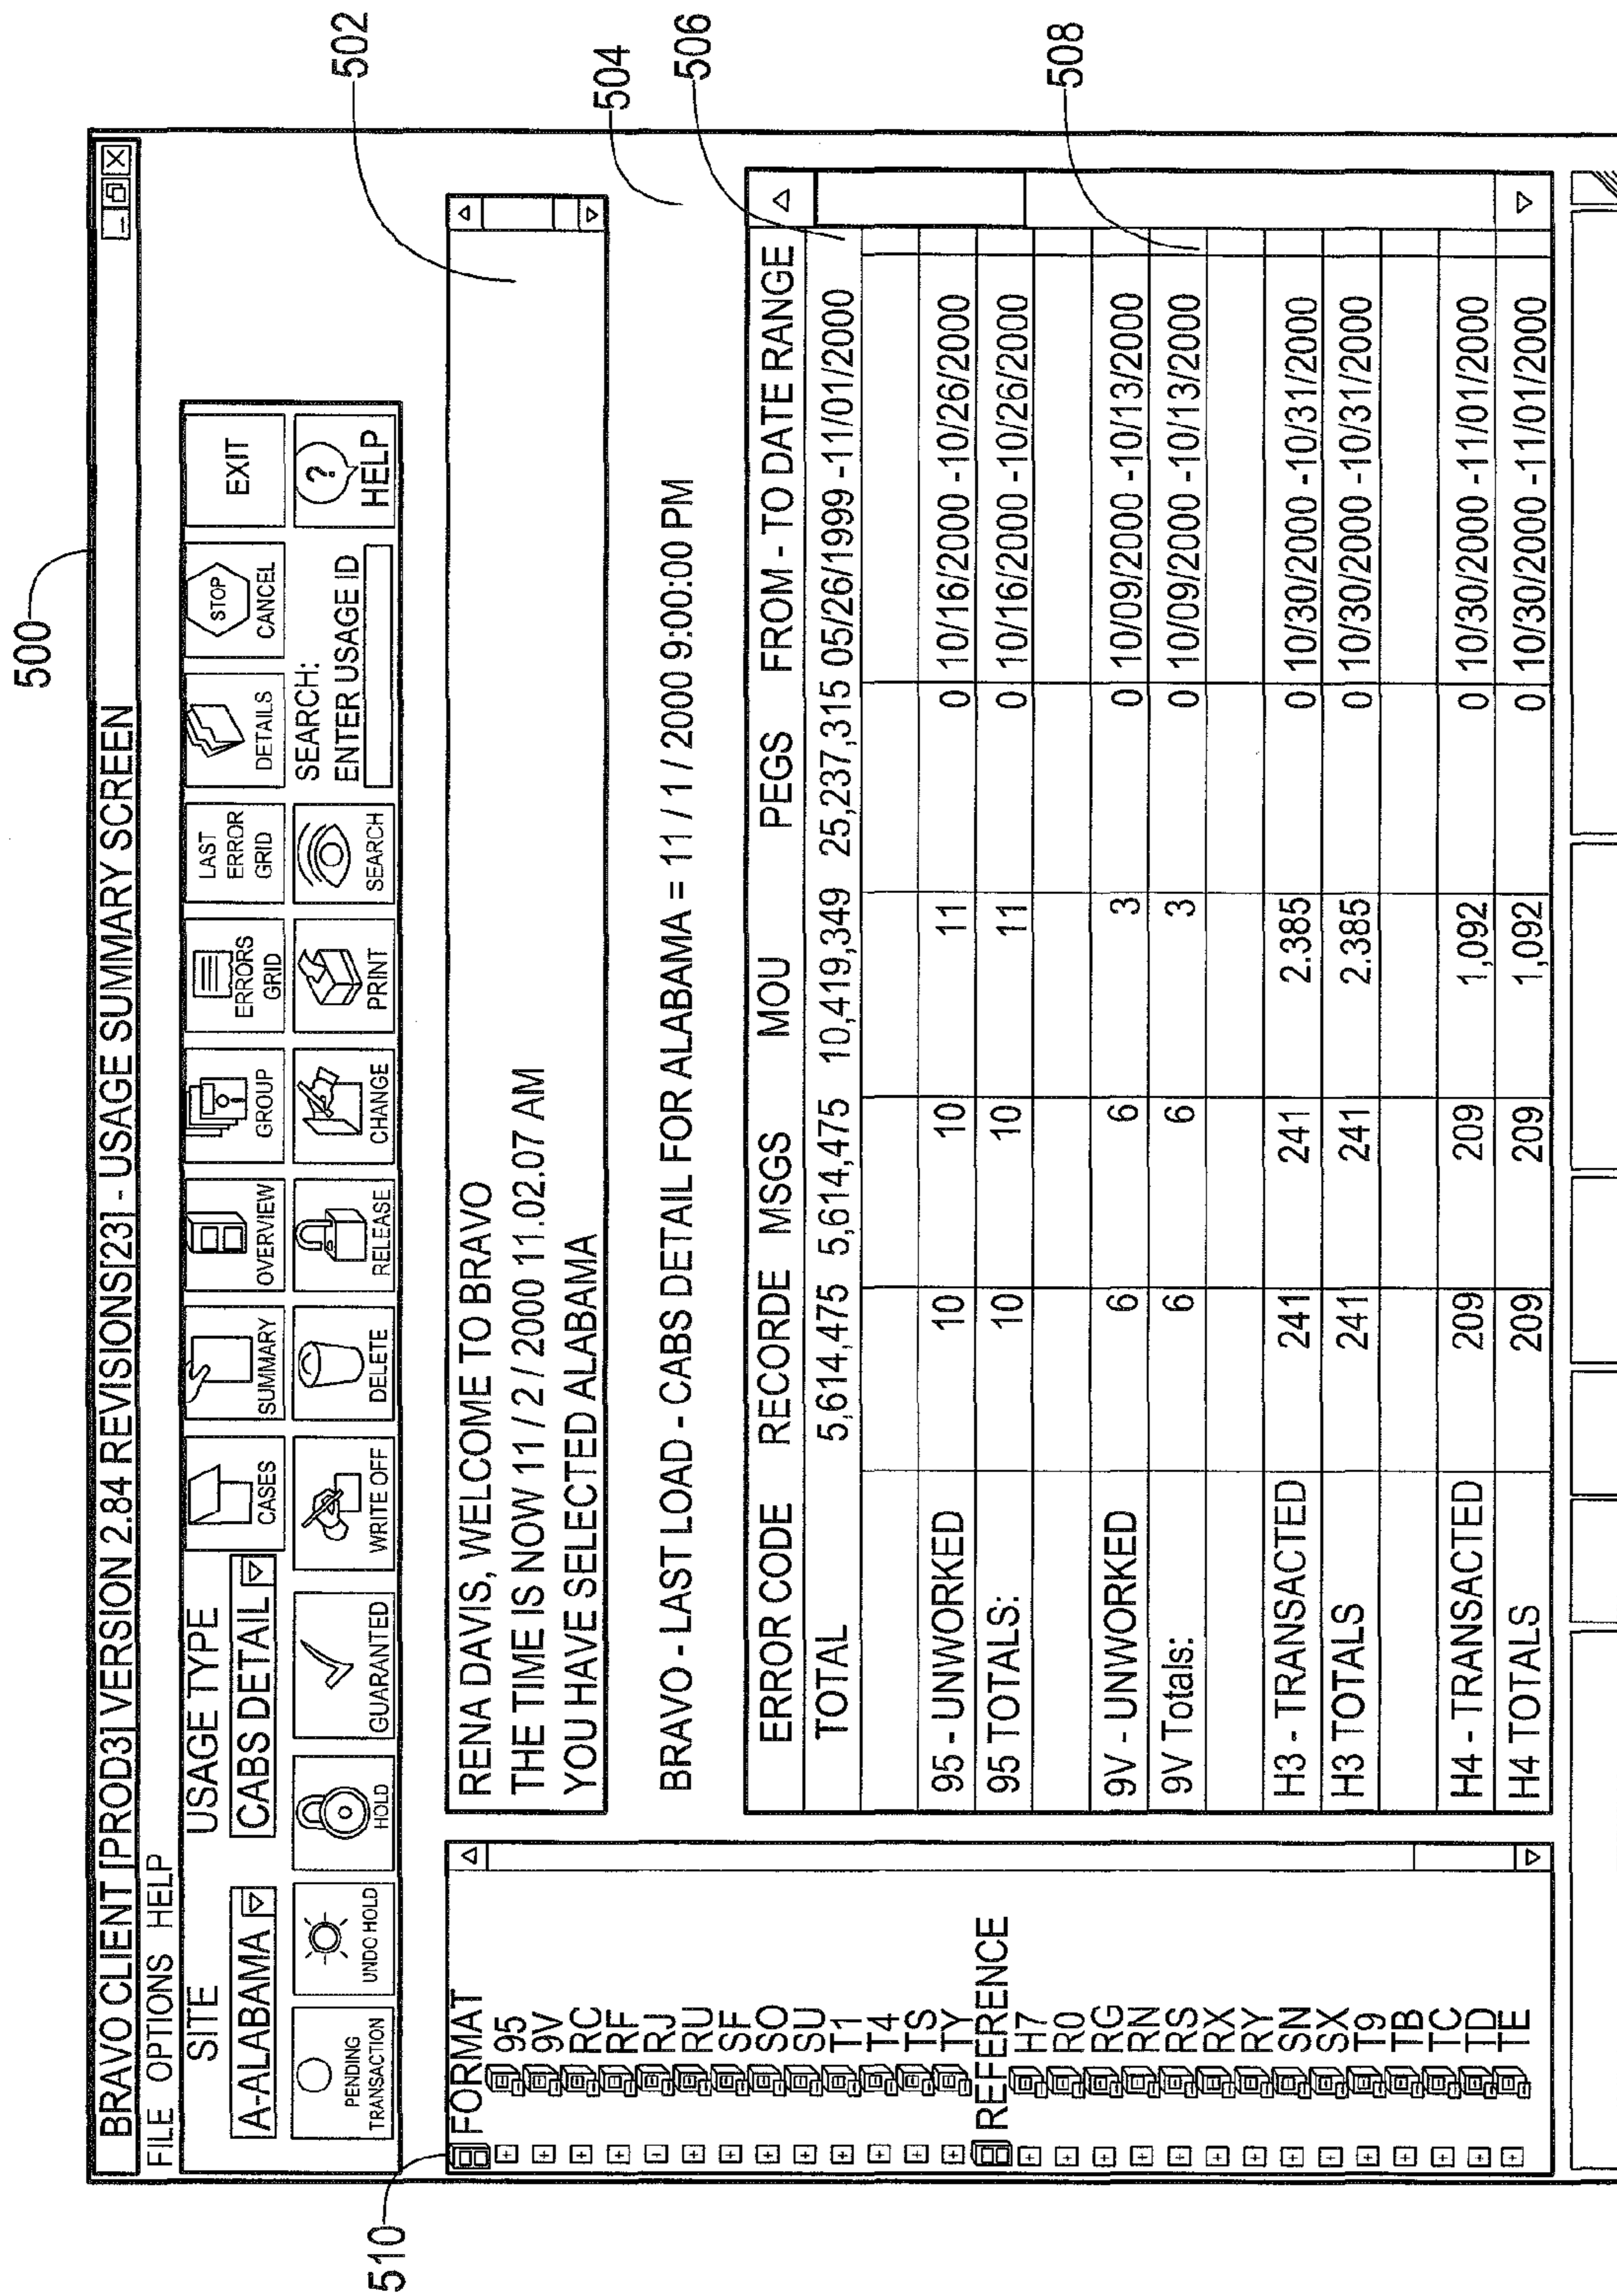 500
BRAVO CLIENT [PROD3] VERSION 2.84 REVISIONS[23] - USAGE SUMMARY SCREEN
FILE OPTIONS HELP
SITE
USAGE TYPE
A-ALABAMA
CABS DETAIL
CASES
SUMMARY
OVERVIEW
GROUP
ERRORS
GRID
LAST
ERROR
GRID
DETAILS
STOP
CANCEL
EXIT
PENDING
TRANSACTION
UNDO HOLD
HOLD
GUARANTED
WRITE OFF
DELETE
RELEASE
CHANGE
PRINT
SEARCH
SEARCH:
ENTER USAGE ID
?
HELP
502
RENA DAVIS, WELCOME TO BRAVO
THE TIME IS NOW 11 / 2 / 2000 11.02.07 AM
YOU HAVE SELECTED ALABAMA
504
BRAVO - LAST LOAD - CABS DETAIL FOR ALABAMA = 11 / 1 / 2000 9:00:00 PM
506
508
ERROR CODE RECORDE MSGS MOU PEGS FROM - TO DATE RANGE
TOTAL 5,614,475 5,614,475 10,419,349 25,237,315 05/26/1999 -11/01/2000
95 - UNWORKED 10 10 11 0 10/16/2000 -10/26/2000
95 TOTALS: 10 10 11 0 10/16/2000 -10/26/2000
9V - UNWORKED 6 6 3 0 10/09/2000 -10/13/2000
9V Totals: 6 6 3 0 10/09/2000 -10/13/2000
H3 - TRANSACTED 241 241 2.385 0 10/30/2000 -10/31/2000
H3 TOTALS 241 241 2.385 0 10/30/2000 -10/31/2000
H4 - TRANSACTED 209 209 1,092 0 10/30/2000 -11/01/2000
H4 TOTALS 209 209 1,092 0 10/30/2000 -11/01/2000
510
FORMAT
95
9V
RC
RF
RJ
RU
SF
SO
SU
T1
T4
TS
TY
REFERENCE
H7
R0
RG
RN
RS
RX
RY
SN
SX
T9
TB
TC
TD
TE